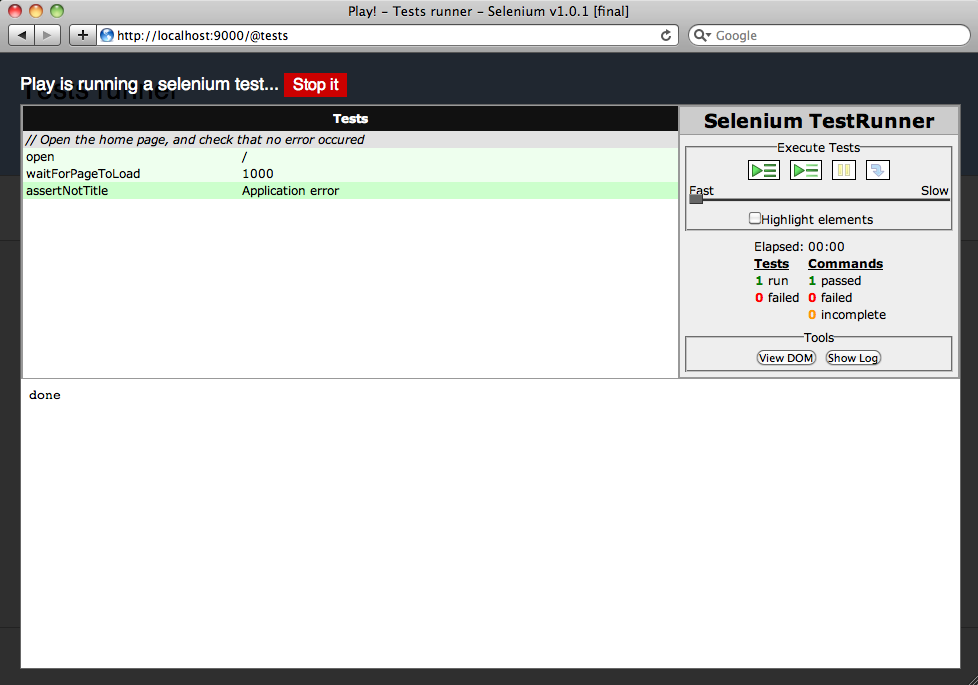 Play! - Tests runner - Selenium v1.0.1 [final]
http://localhost:9000/@tests
Google
Tests runner
Play is running a selenium test... Stop it
Tests
// Open the home page, and check that no error occured
open /
waitForPageToLoad 1000
assertNotTitle Application error
Selenium TestRunner
Execute Tests
Fast Slow
Highlight elements
Elapsed: 00:00
Tests Commands
1 run 1 passed
0 failed 0 failed
0 incomplete
Tools
View DOM Show Log
done